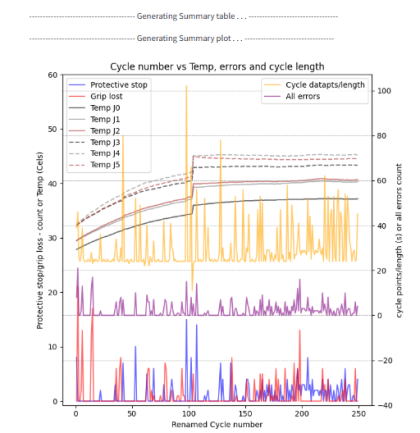 ------------------------------------ Generating Summary table . . . ------------------------------
------------------------------------ Generating Summary plot . . . ------------------------------
Cycle number vs Temp, errors and cycle length
Protective stop
Grip lost
Temp J0
Temp J1
Temp J2
Temp J3
Temp J4
Temp J5
Cycle datapts/length
All errors
Protective stop/grip loss - count or Temp (Cels)
60
50
40
30
20
10
0
cycle points/length (s) or all errors count
100
80
60
40
20
0
−20
−40
0
50
100
150
200
250
Renamed Cycle number